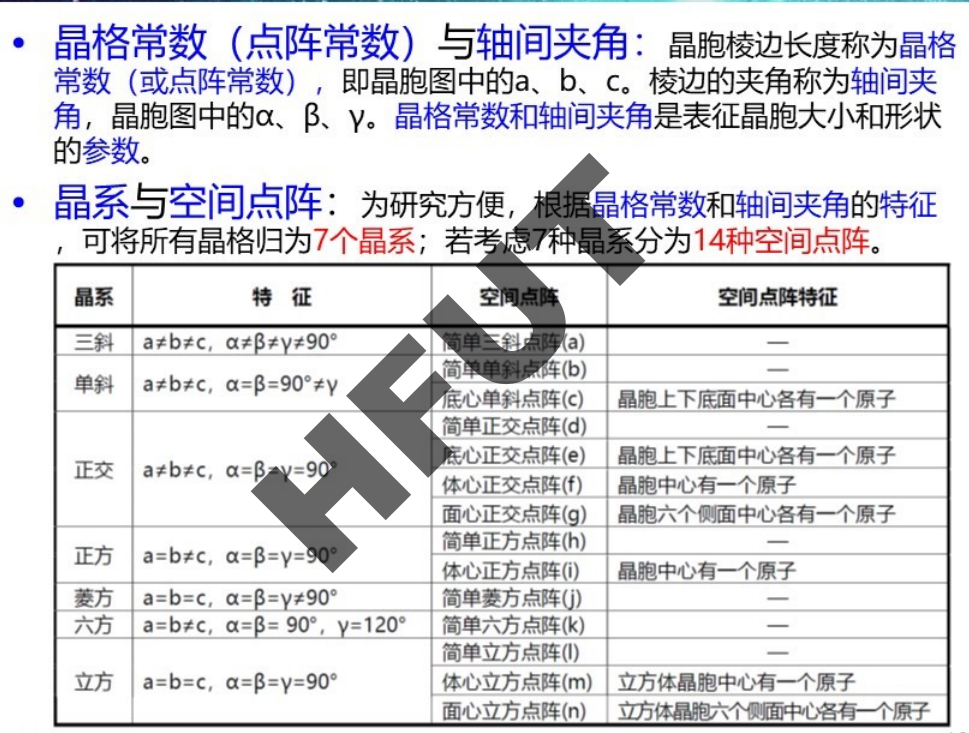 • 晶格常数（点阵常数）与轴间夹角：晶胞棱边长度称为晶格
常数（或点阵常数），即晶胞图中的a、b、c。棱边的夹角称为轴间夹
角，晶胞图中的α、β、γ。晶格常数和轴间夹角是表征晶胞大小和形状
的参数。
• 晶系与空间点阵：为研究方便，根据晶格常数和轴间夹角的特征
，可将所有晶格归为7个晶系；若考虑7种晶系分为14种空间点阵。
晶系 特 征 空间点阵 空间点阵特征
三斜 a≠b≠c, α≠β≠γ≠90° 简单三斜点阵(a) —
单斜 a≠b≠c, α=β=90°≠γ 简单单斜点阵(b) —
底心单斜点阵(c) 晶胞上下底面中心各有一个原子
正交 a≠b≠c, α=β=γ=90° 简单正交点阵(d) —
底心正交点阵(e) 晶胞上下底面中心各有一个原子
体心正交点阵(f) 晶胞中心有一个原子
面心正交点阵(g) 晶胞六个侧面中心各有一个原子
正方 a=b≠c, α=β=γ=90° 简单正方点阵(h) —
体心正方点阵(i) 晶胞中心有一个原子
菱方 a=b=c, α=β=γ≠90° 简单菱方点阵(j) —
六方 a=b≠c, α=β= 90°, γ=120° 简单六方点阵(k) —
立方 a=b=c, α=β=γ=90° 简单立方点阵(l) —
体心立方点阵(m) 立方体晶胞中心有一个原子
面心立方点阵(n) 立方体晶胞六个侧面中心各有一个原子
HFUT